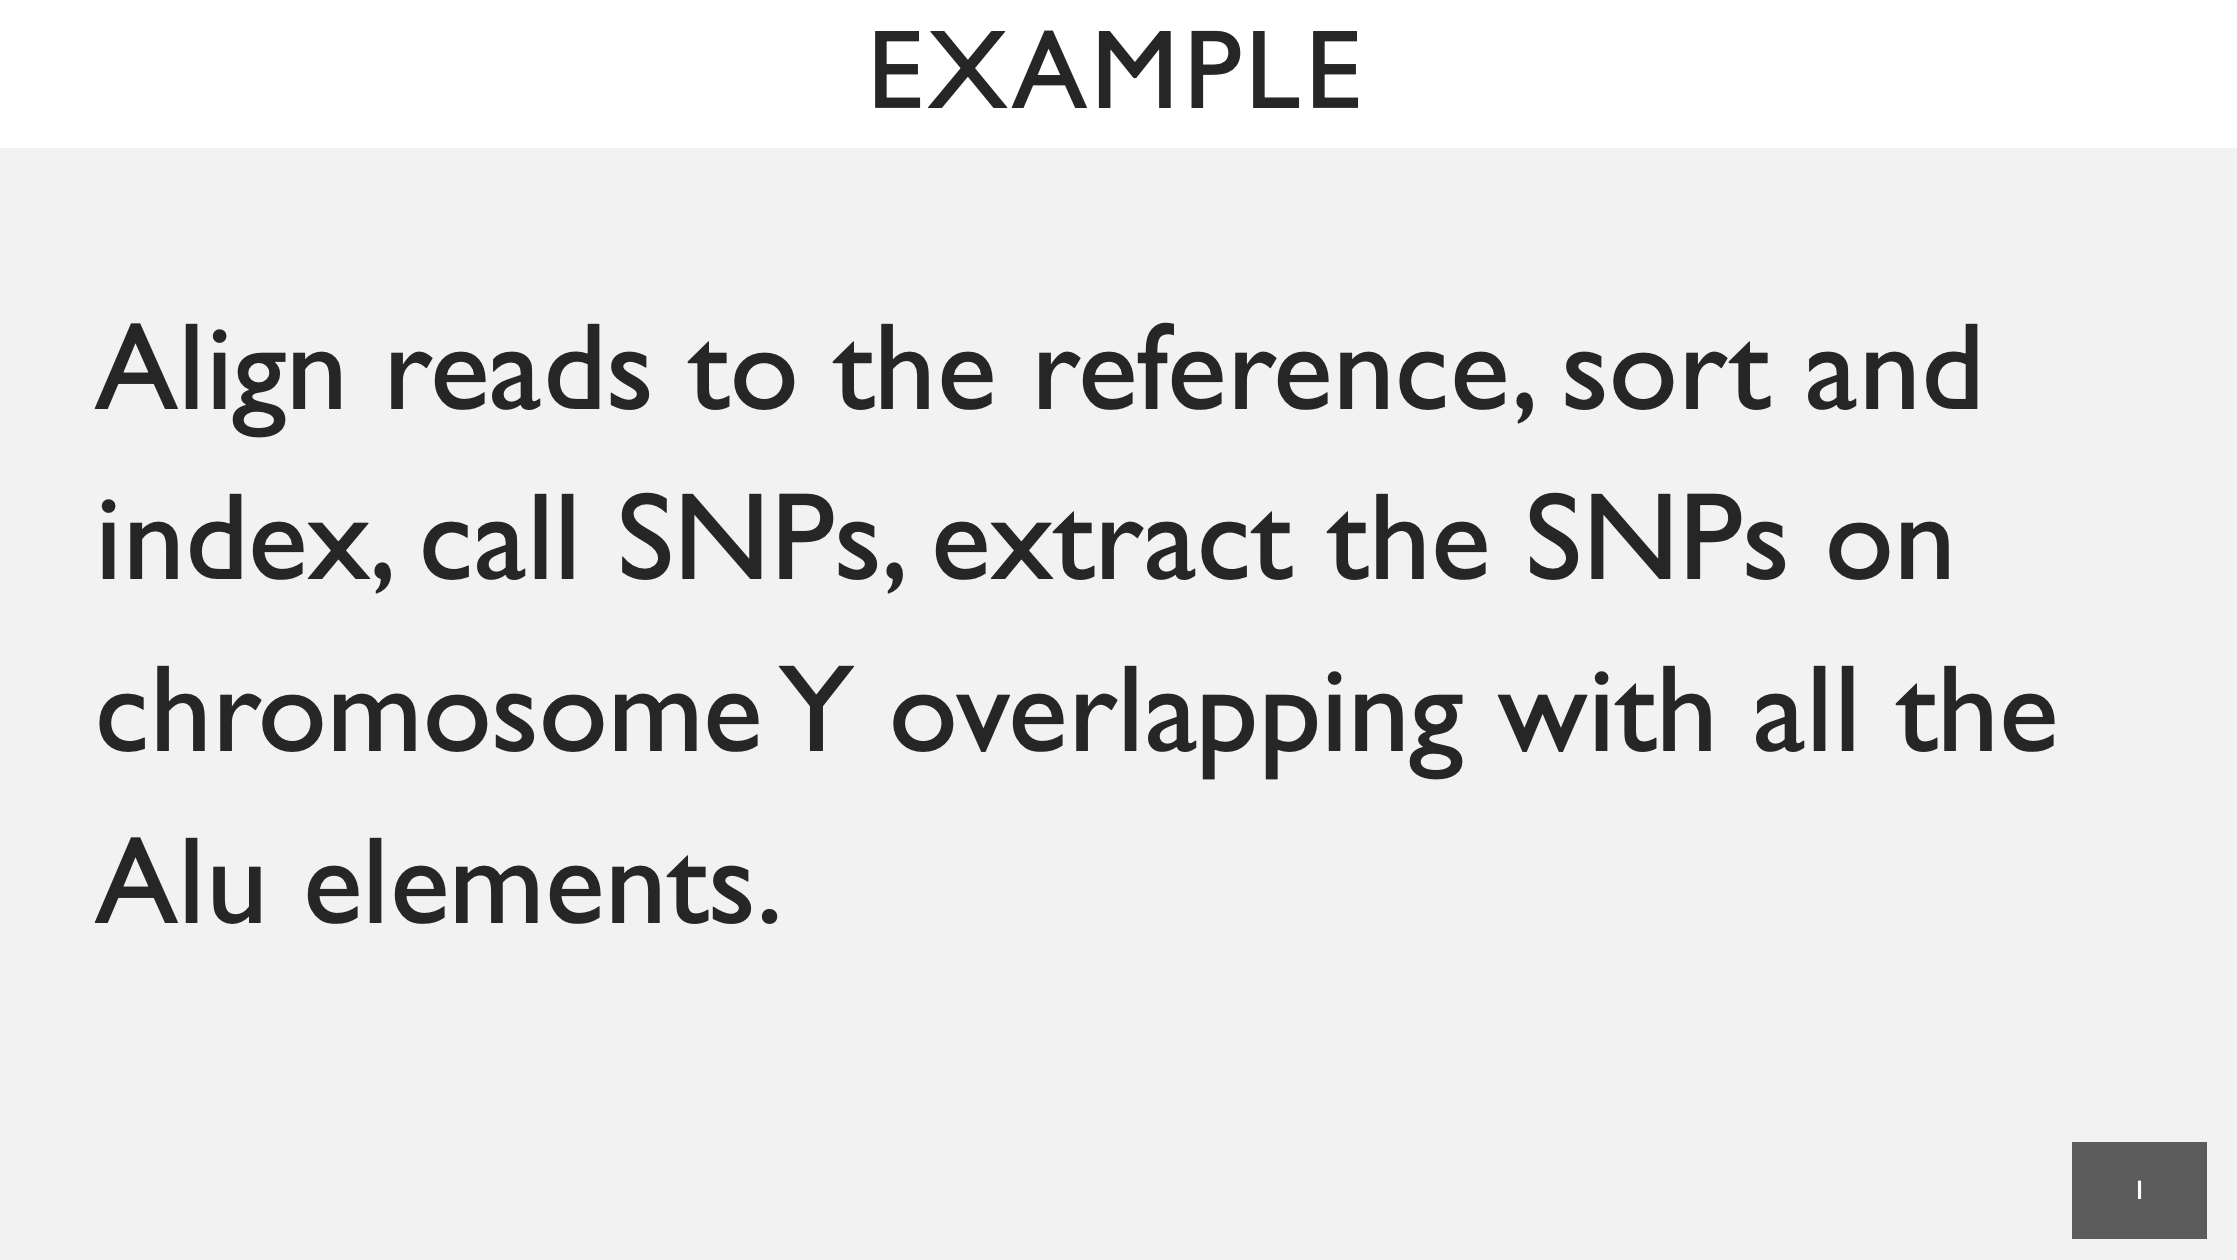 EXAMPLE
Align reads to the reference, sort and
index, call SNPs, extract the SNPs on
chromosome Y overlapping with all the
Alu elements.
1